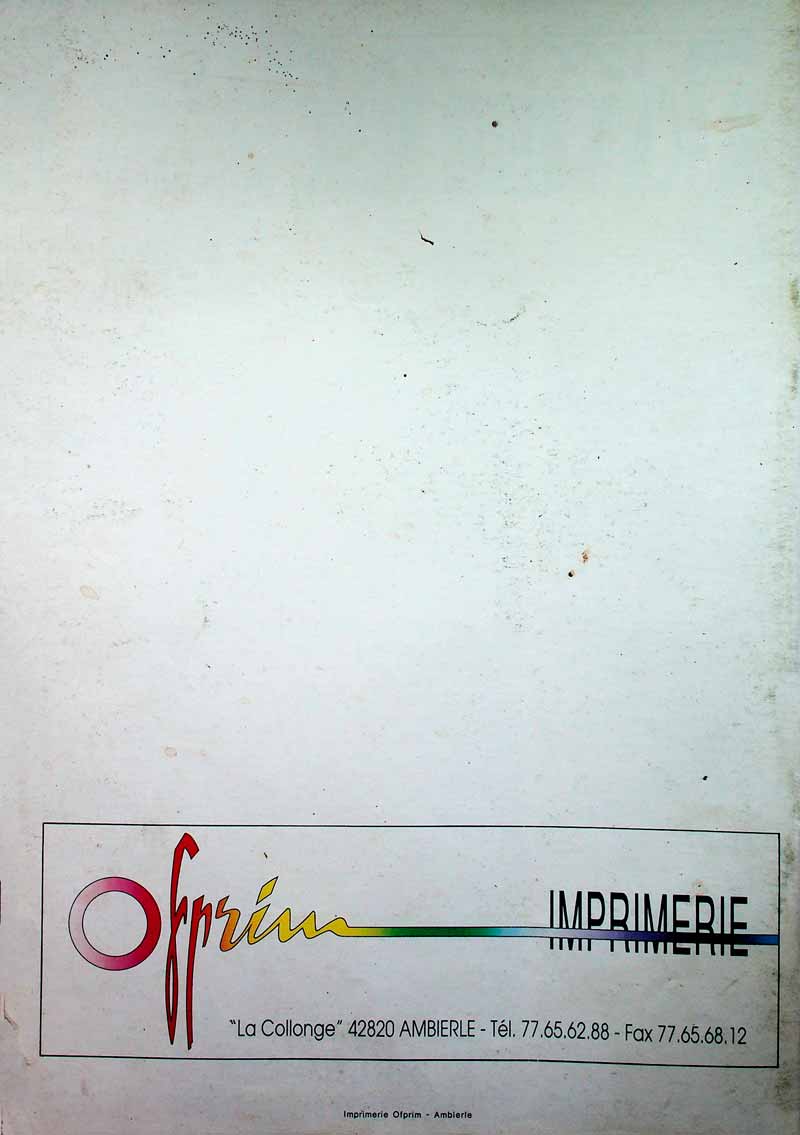 Ofprim IMPRIMERIE
"La Collonge" 42820 AMBIERLE - Tél. 77.65.62.88 - Fax 77.65.68.12
Imprimerie Ofprim - Ambierle